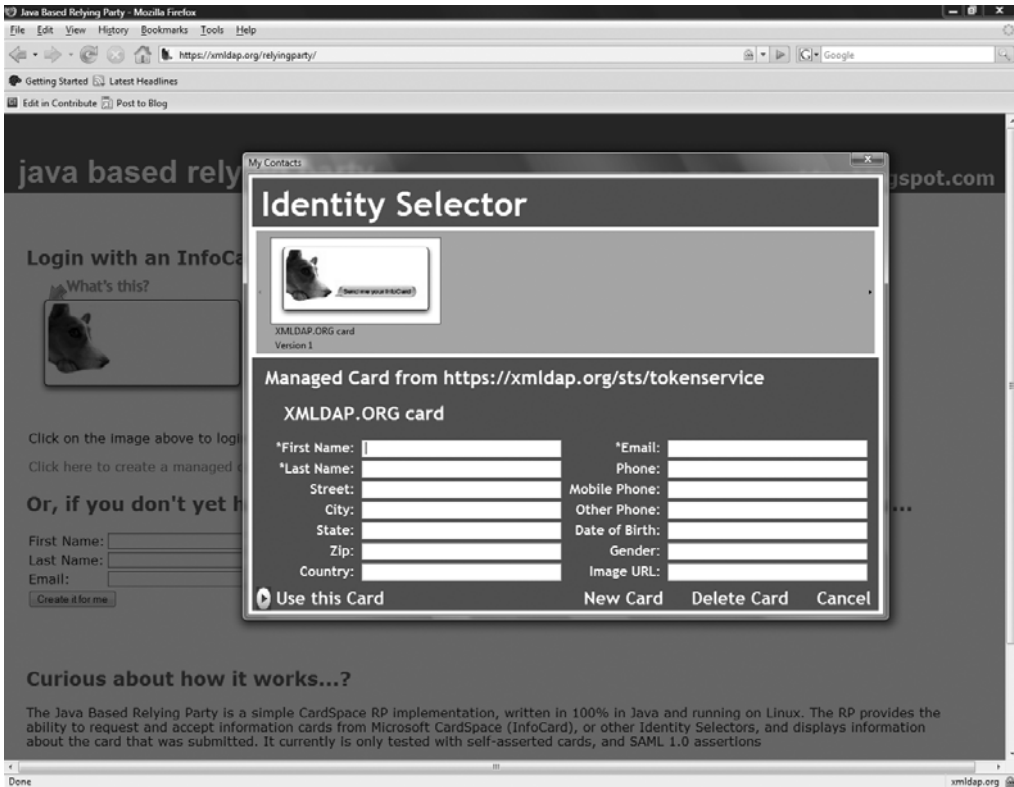 Java Based Relying Party - Mozilla Firefox
File Edit View History Bookmarks Tools Help
https://xmldap.org/relyingparty/
Google
Getting Started Latest Headlines
Edit in Contribute Post to Blog
java based rely
gspot.com
My Contacts
Identity Selector
Send me your InfoCard
XMLDAP.ORG card
Version 1
Login with an InfoCa
What's this?
Managed Card from https://xmldap.org/sts/tokenservice
XMLDAP.ORG card
*First Name:
*Email:
*Last Name:
Phone:
Street:
Mobile Phone:
City:
Other Phone:
State:
Date of Birth:
Zip:
Gender:
Country:
Image URL:
Use this Card New Card Delete Card Cancel
Click on the image above to logi
Click here to create a managed c
Or, if you don't yet h
...
First Name:
Last Name:
Email:
Create it for me
Curious about how it works...?
The Java Based Relying Party is a simple CardSpace RP implementation, written in 100% in Java and running on Linux. The RP provides the
ability to request and accept information cards from Microsoft CardSpace (InfoCard), or other Identity Selectors, and displays information
about the card that was submitted. It currently is only tested with self-asserted cards, and SAML 1.0 assertions
Done
xmldap.org